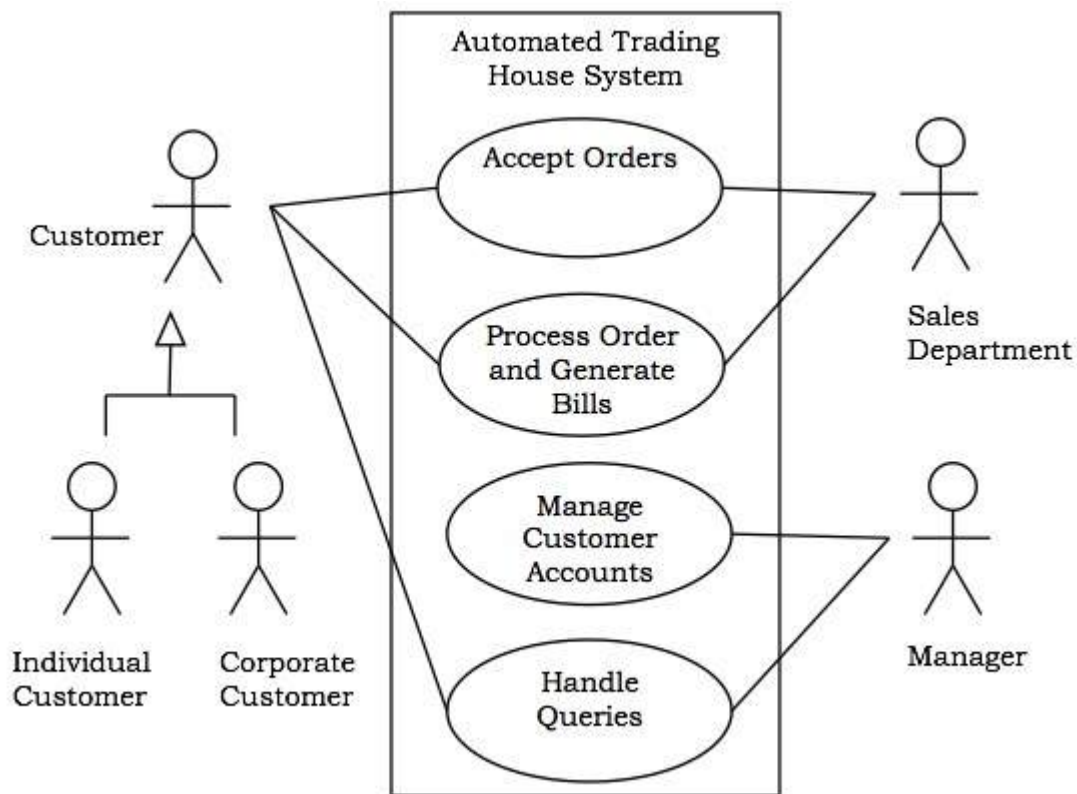 Automated Trading
House System
Accept Orders
Customer
Process Order
and Generate
Bills
Sales
Department
Manage
Customer
Accounts
Individual
Customer
Corporate
Customer
Handle
Queries
Manager